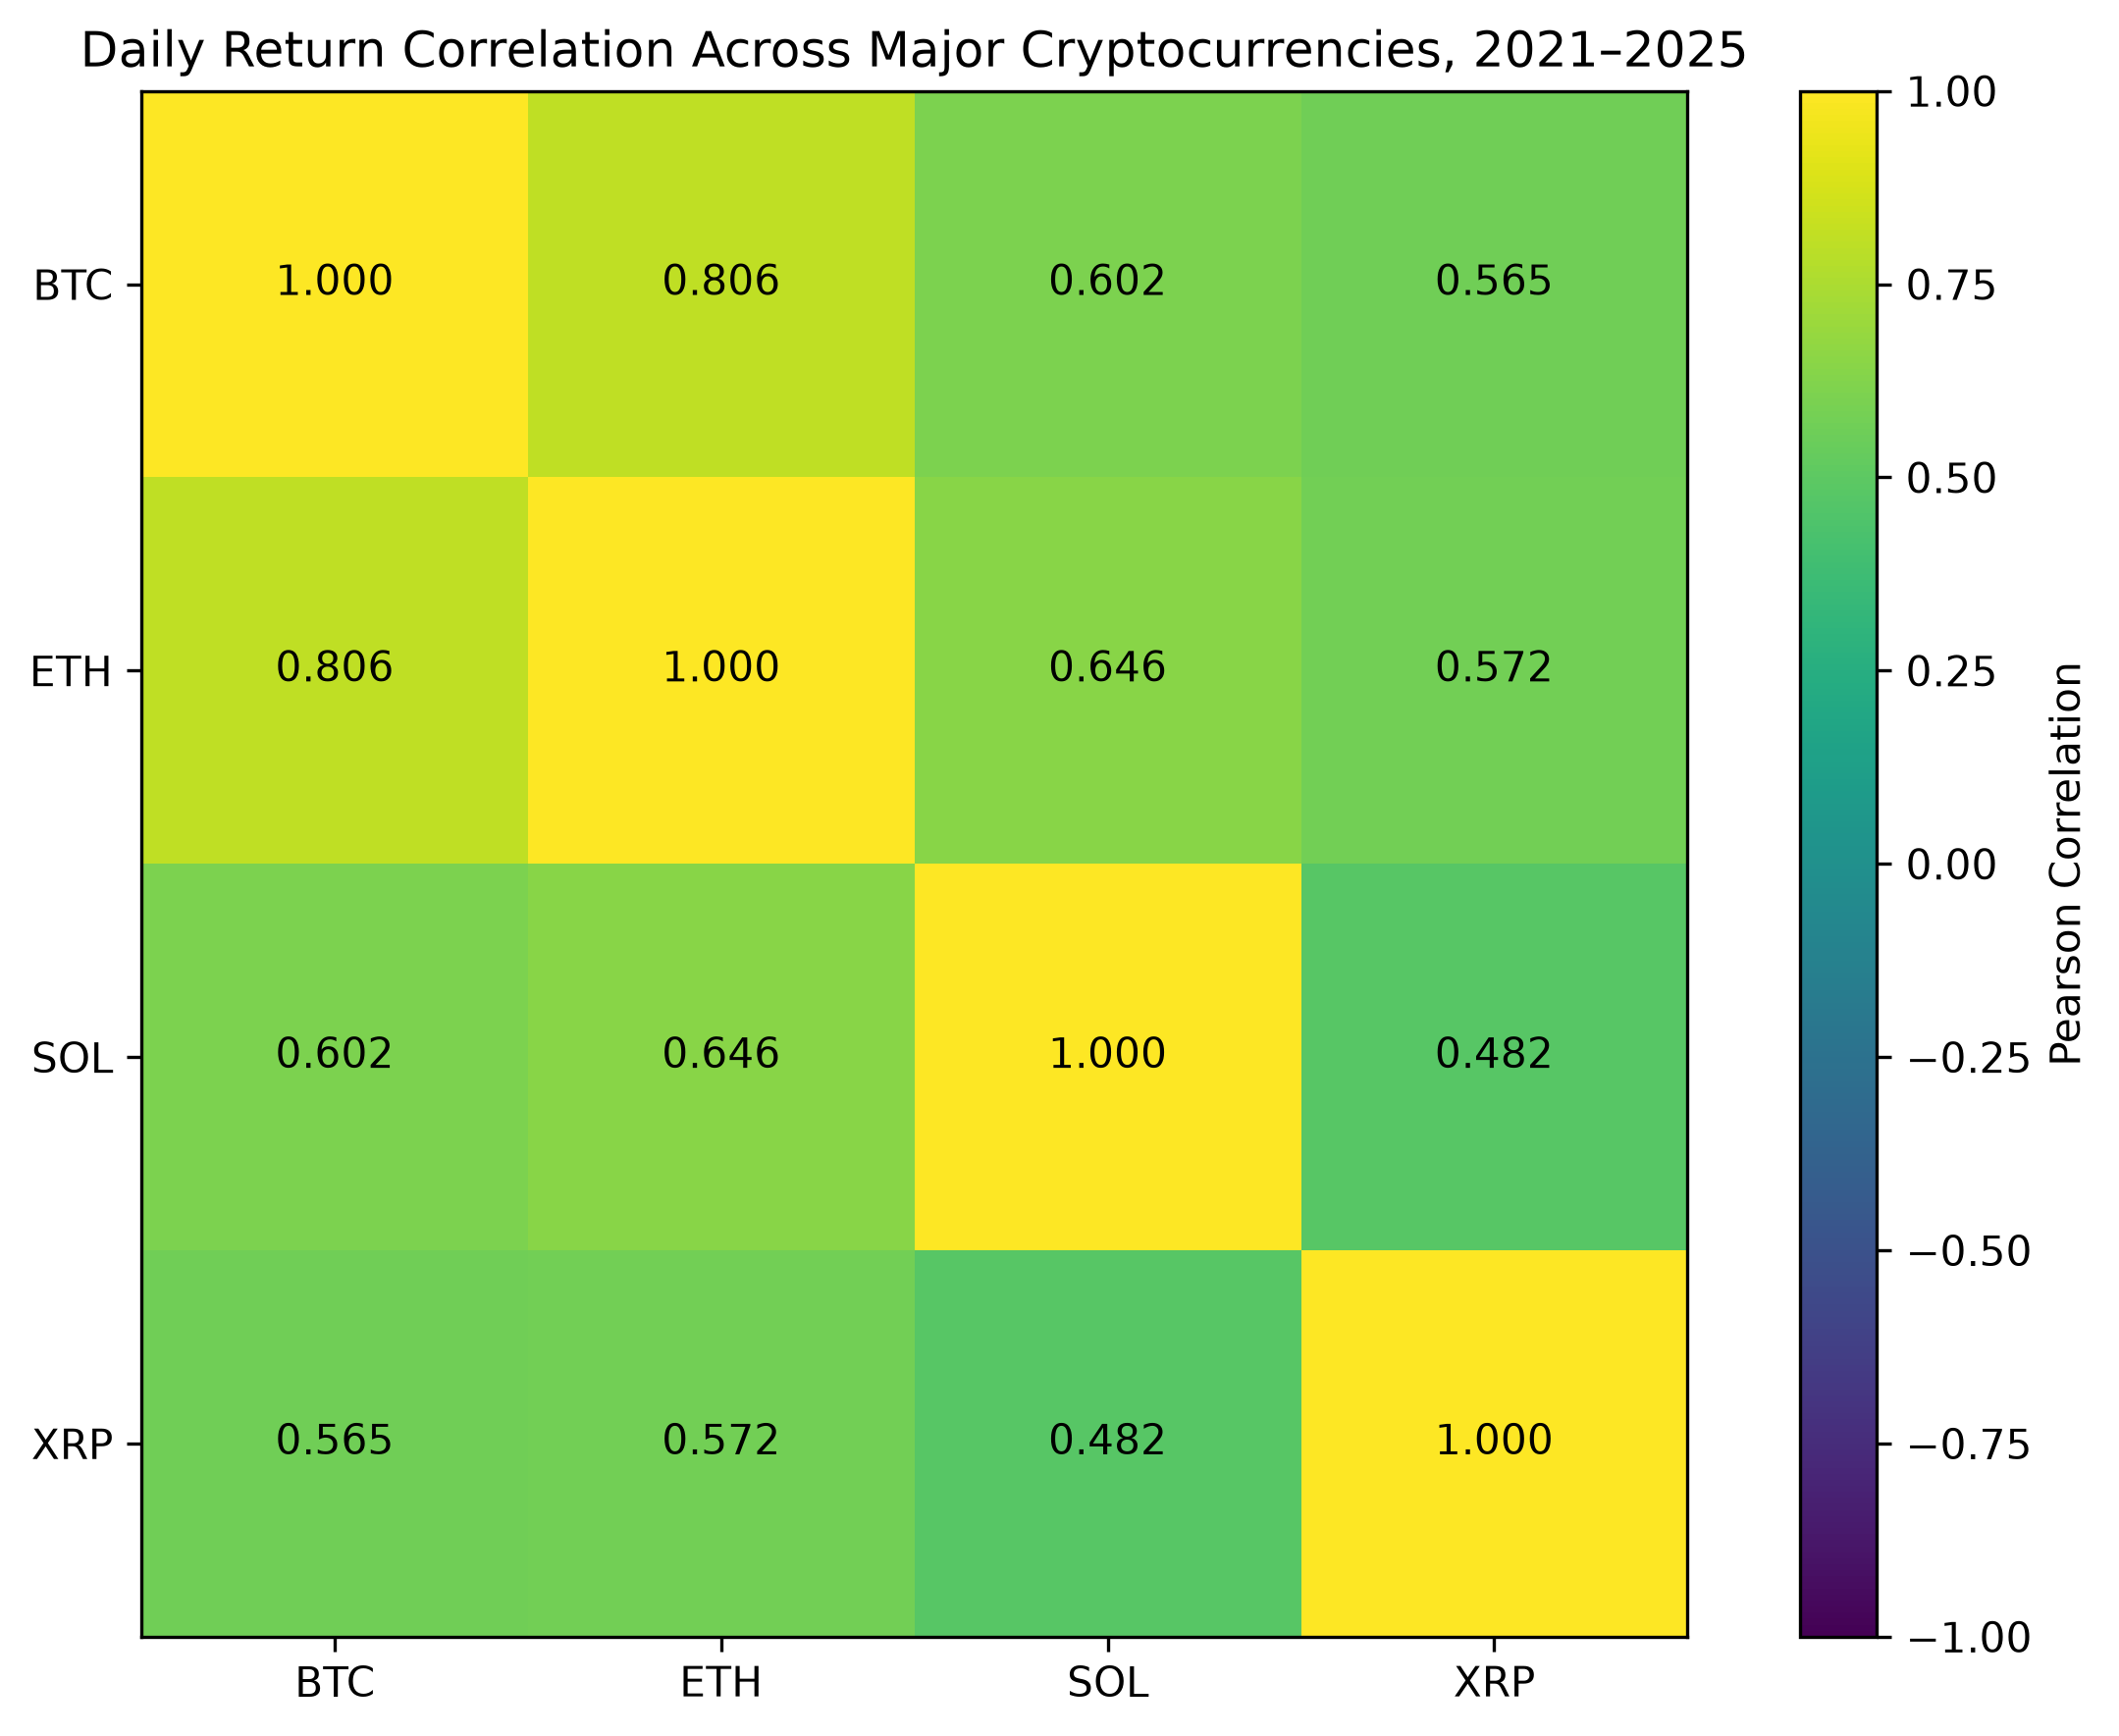 Daily Return Correlation Across Major Cryptocurrencies, 2021–2025
BTC 1.000 0.806 0.602 0.565
ETH 0.806 1.000 0.646 0.572
SOL 0.602 0.646 1.000 0.482
XRP 0.565 0.572 0.482 1.000
BTC ETH SOL XRP
1.00
0.75
0.50
0.25
0.00
−0.25
−0.50
−0.75
−1.00
Pearson Correlation